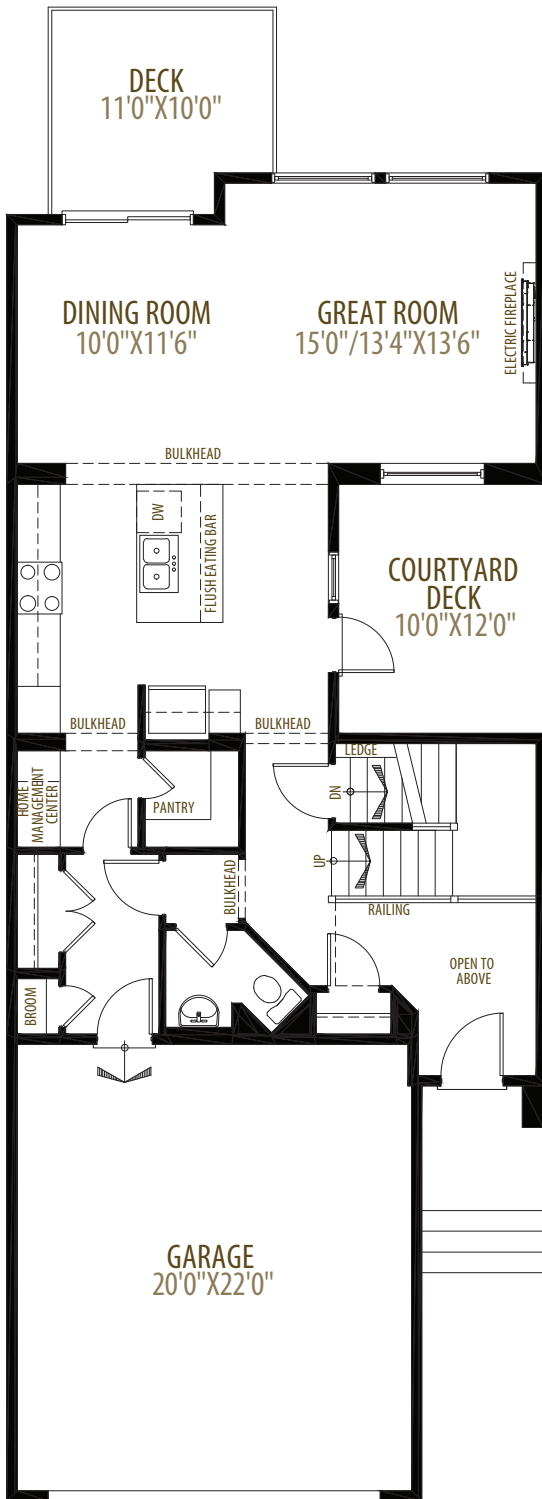 DECK
11'0"X10'0"
DINING ROOM
10'0"X11'6"
GREAT ROOM
15'0"/13'4"X13'6"
ELECTRIC FIREPLACE
BULKHEAD
DW
FLUSH EATING BAR
COURTYARD
DECK
10'0"X12'0"
BULKHEAD
BULKHEAD
LEDGE
HOME
MANAGEMENT
CENTER
PANTRY
DN
UP
BULKHEAD
RAILING
OPEN TO
ABOVE
BROOM
GARAGE
20'0"X22'0"